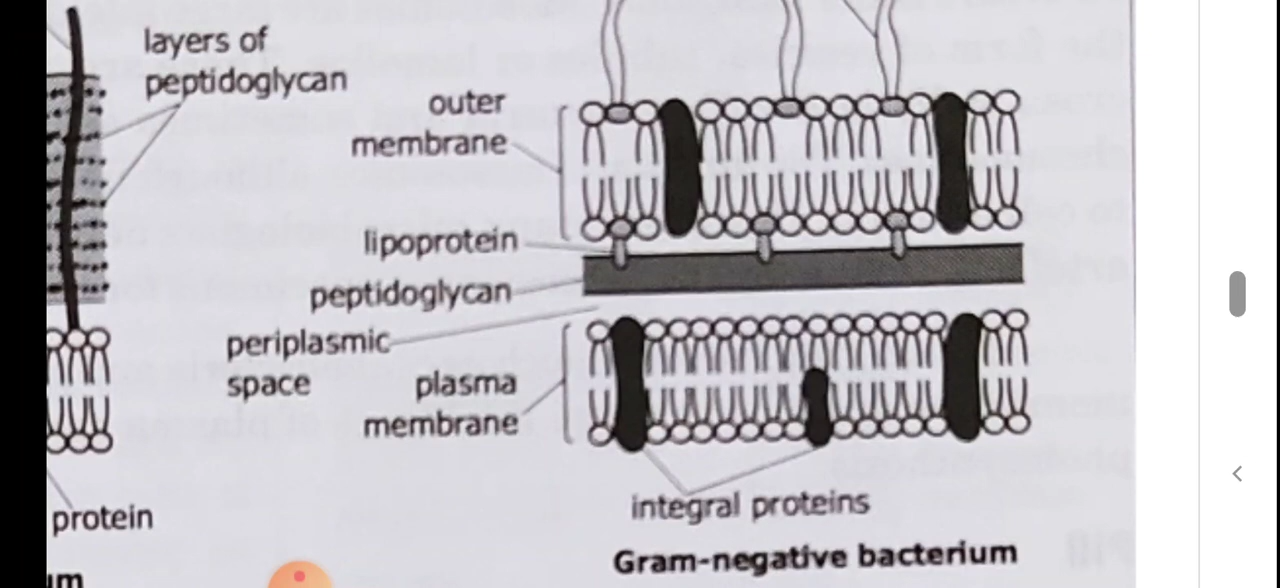 layers of
peptidoglycan
outer
membrane
lipoprotein
peptidoglycan
periplasmic
space
plasma
membrane
protein
integral proteins
Gram-negative bacterium